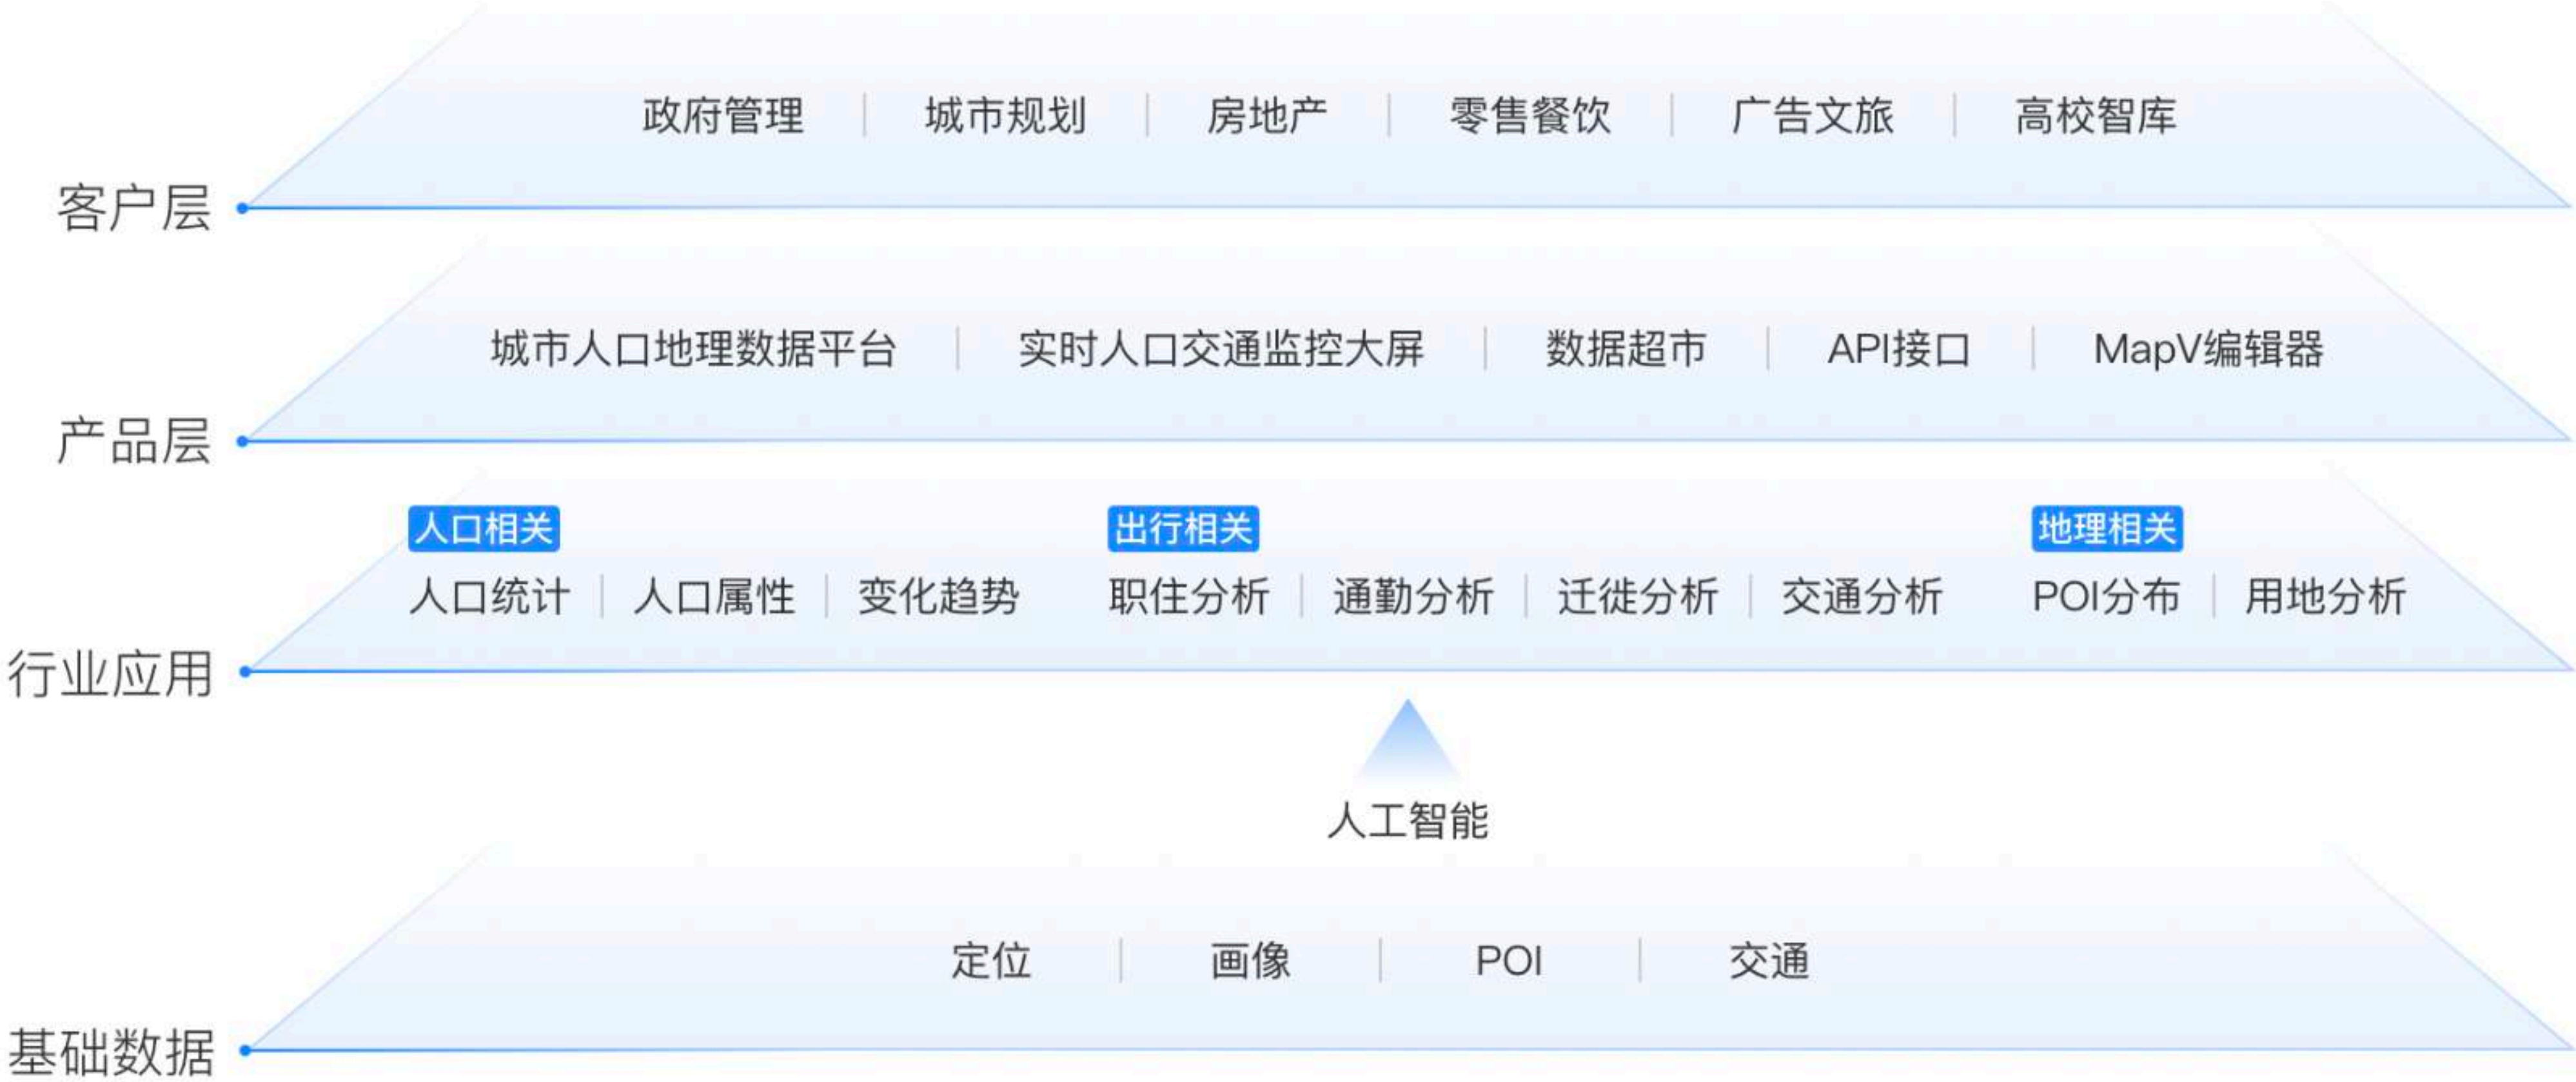 政府管理 城市规划 房地产 零售餐饮 广告文旅 高校智库
客户层
城市人口地理数据平台 实时人口交通监控大屏 数据超市 API接口 MapV编辑器
产品层
人口相关 出行相关 地理相关
人口统计 人口属性 变化趋势 职住分析 通勤分析 迁徙分析 交通分析 POI分布 用地分析
行业应用
人工智能
定位 画像 POI 交通
基础数据